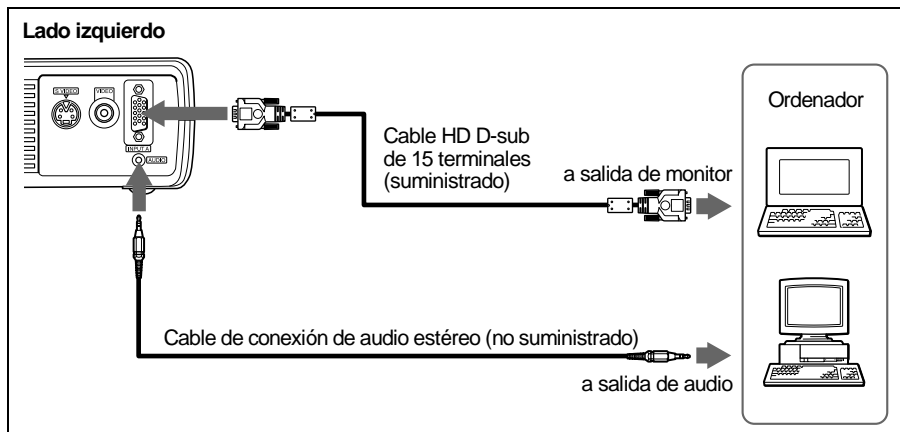 Lado izquierdo
S VIDEO
VIDEO
INPUT A
AUDIO
Cable HD D-sub
de 15 terminales
(suministrado)
a salida de monitor
Ordenador
Cable de conexión de audio estéreo (no suministrado)
a salida de audio